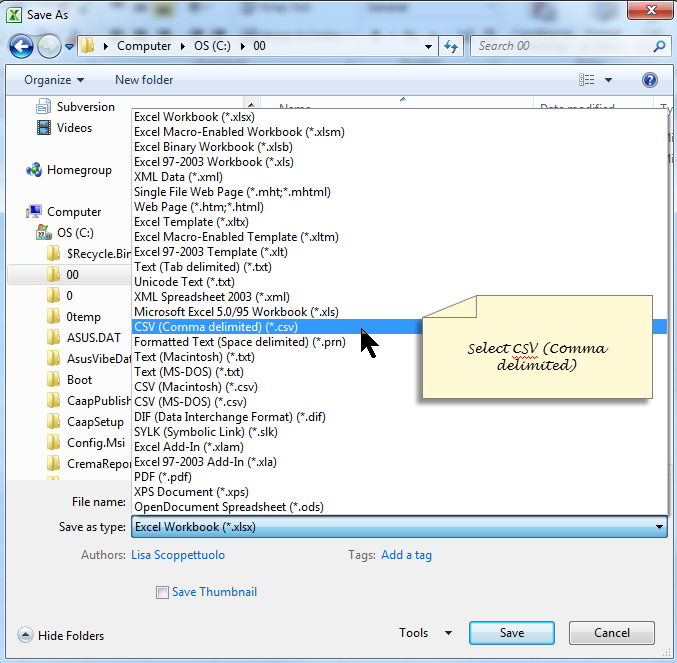 Save As
Computer OS (C:) 00
Search 00
Organize New folder
Name Date modified Ty
Subversion
Videos
Homegroup
Computer
OS (C:)
$Recycle.Bin
00
0
0temp
ASUS.DAT
AsusVibeDat
Boot
CaapPublish
CaapSetup
Config.Msi
CremaRepor
Excel Workbook (*.xlsx)
Excel Macro-Enabled Workbook (*.xlsm)
Excel Binary Workbook (*.xlsb)
Excel 97-2003 Workbook (*.xls)
XML Data (*.xml)
Single File Web Page (*.mht;*.mhtml)
Web Page (*.htm;*.html)
Excel Template (*.xltx)
Excel Macro-Enabled Template (*.xltm)
Excel 97-2003 Template (*.xlt)
Text (Tab delimited) (*.txt)
Unicode Text (*.txt)
XML Spreadsheet 2003 (*.xml)
Microsoft Excel 5.0/95 Workbook (*.xls)
CSV (Comma delimited) (*.csv)
Formatted Text (Space delimited) (*.prn)
Text (Macintosh) (*.txt)
Text (MS-DOS) (*.txt)
CSV (Macintosh) (*.csv)
CSV (MS-DOS) (*.csv)
DIF (Data Interchange Format) (*.dif)
SYLK (Symbolic Link) (*.slk)
Excel Add-In (*.xlam)
Excel 97-2003 Add-In (*.xla)
PDF (*.pdf)
XPS Document (*.xps)
OpenDocument Spreadsheet (*.ods)
Select CSV (Comma
delimited)
File name:
Save as type: Excel Workbook (*.xlsx)
Authors: Lisa Scoppettuolo Tags: Add a tag
Save Thumbnail
Hide Folders Tools Save Cancel